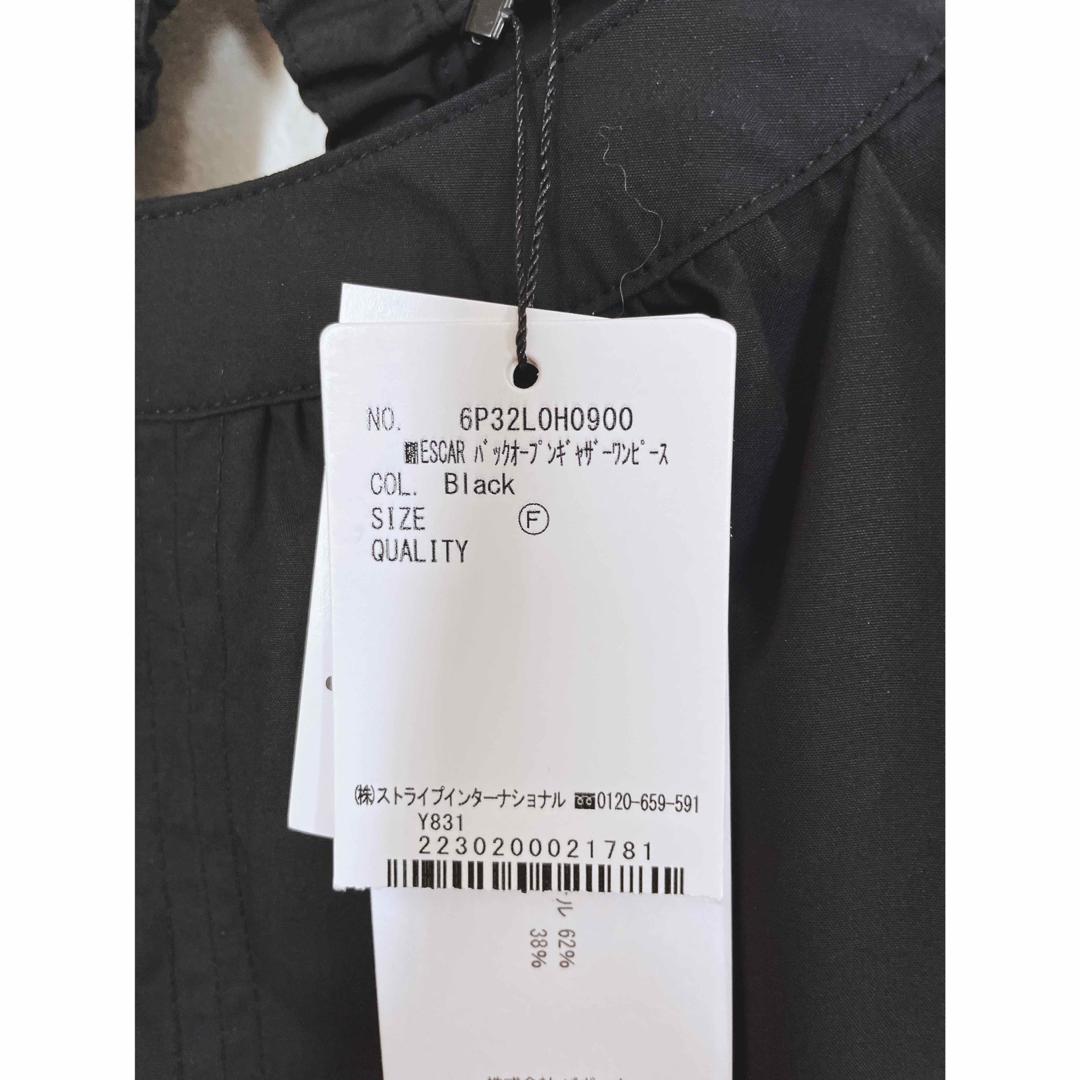 NO. 6P32L0H0900
ESCAR ﾊﾞｯｸｵｰﾌﾟﾝｷﾞｬｻﾞｰﾜﾝﾋﾟｰｽ
COL. Black
SIZE Ⓕ
QUALITY
㈱ストライプインターナショナル 0120-659-591
Y831
2230200021781
ル 62%
38%